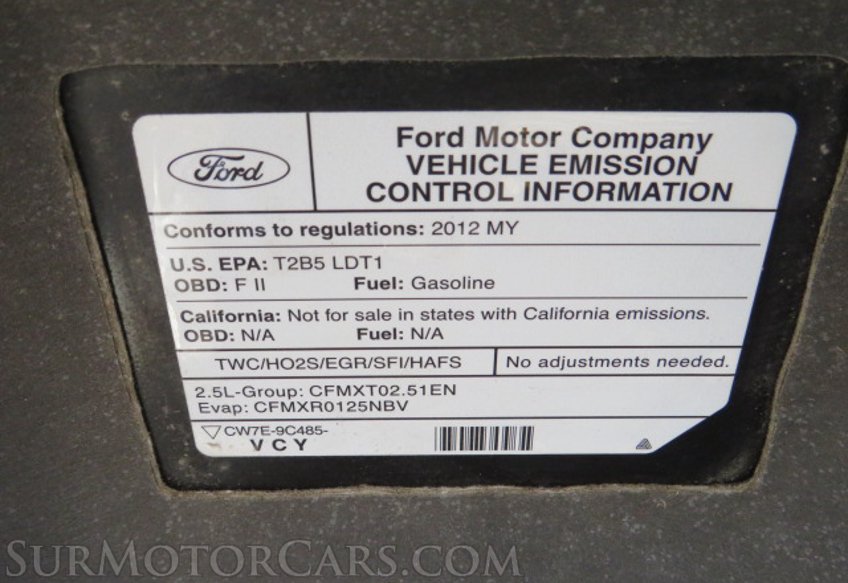 Ford
Ford Motor Company
VEHICLE EMISSION
CONTROL INFORMATION
Conforms to regulations: 2012 MY
U.S. EPA: T2B5 LDT1
OBD: F II Fuel: Gasoline
California: Not for sale in states with California emissions.
OBD: N/A Fuel: N/A
TWC/HO2S/EGR/SFI/HAFS No adjustments needed.
2.5L-Group: CFMXT02.51EN
Evap: CFMXR0125NBV
CW7E-9C485-
V C Y
SURMOTORCARS.COM